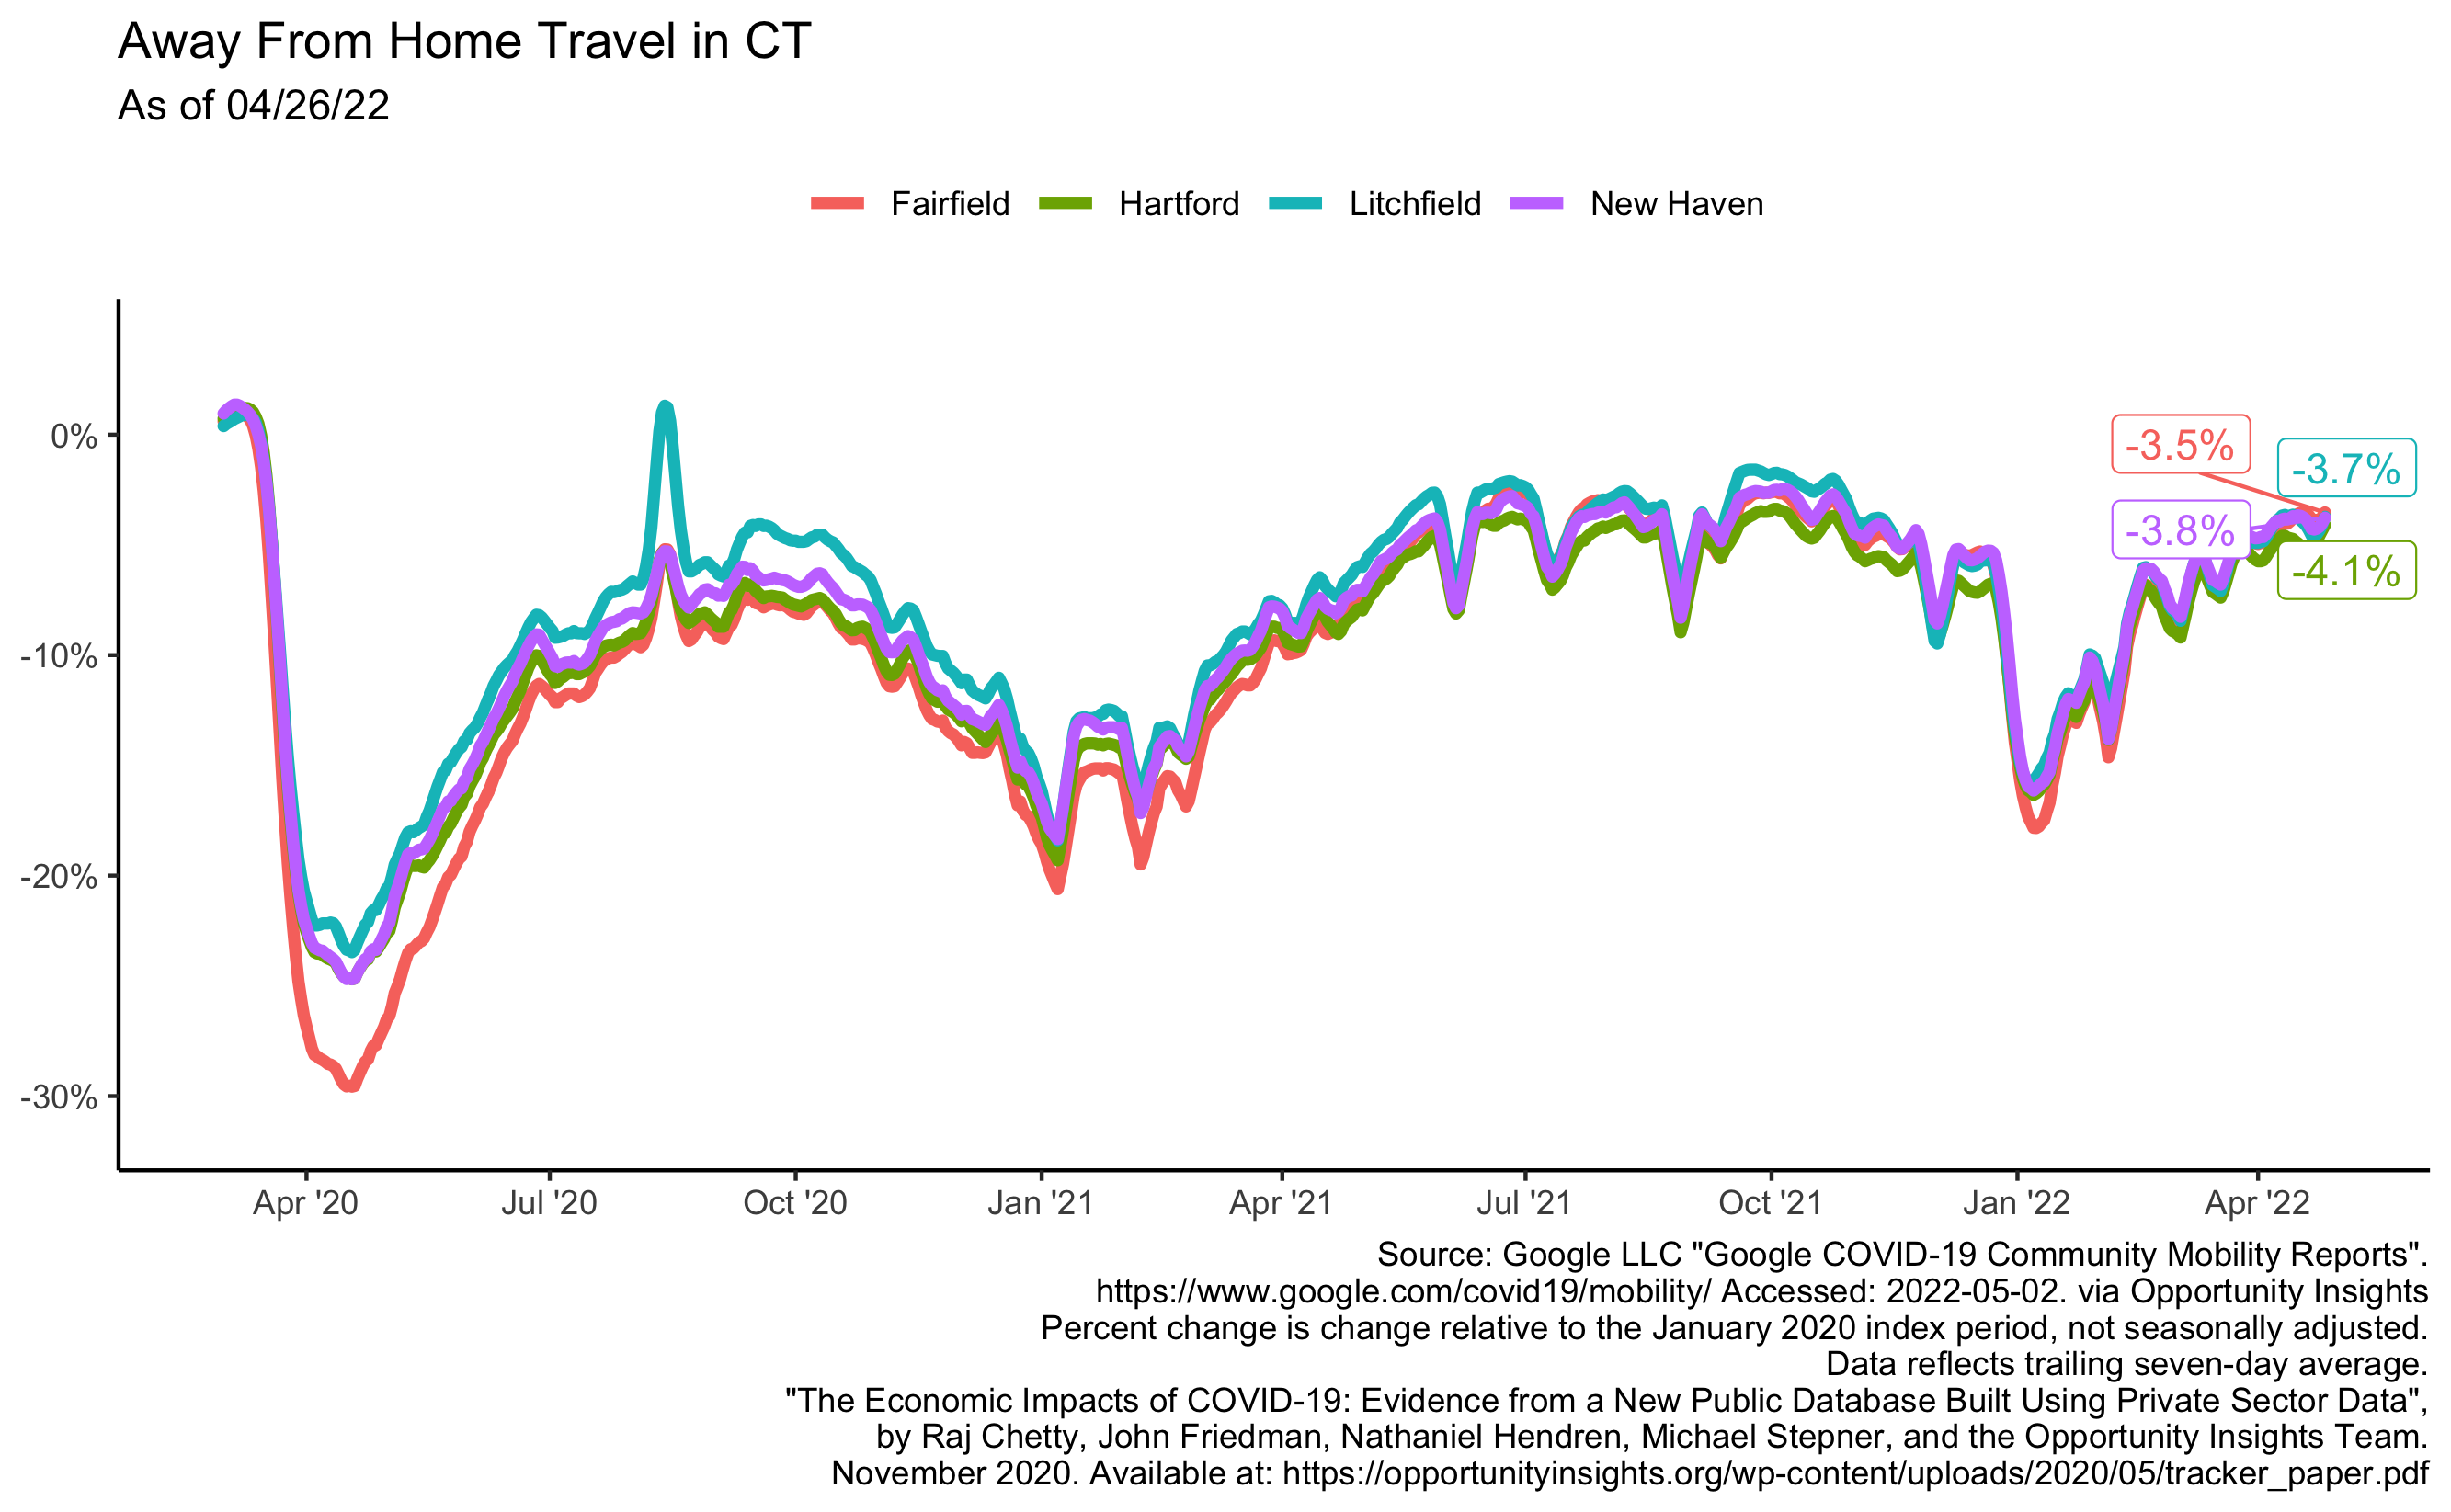 Away From Home Travel in CT
As of 04/26/22
Fairfield Hartford Litchfield New Haven
0%
-10%
-20%
-30%
-3.5%
-3.7%
-3.8%
-4.1%
Apr '20 Jul '20 Oct '20 Jan '21 Apr '21 Jul '21 Oct '21 Jan '22 Apr '22
Source: Google LLC "Google COVID-19 Community Mobility Reports".
https://www.google.com/covid19/mobility/ Accessed: 2022-05-02. via Opportunity Insights
Percent change is change relative to the January 2020 index period, not seasonally adjusted.
Data reflects trailing seven-day average.
"The Economic Impacts of COVID-19: Evidence from a New Public Database Built Using Private Sector Data",
by Raj Chetty, John Friedman, Nathaniel Hendren, Michael Stepner, and the Opportunity Insights Team.
November 2020. Available at: https://opportunityinsights.org/wp-content/uploads/2020/05/tracker_paper.pdf